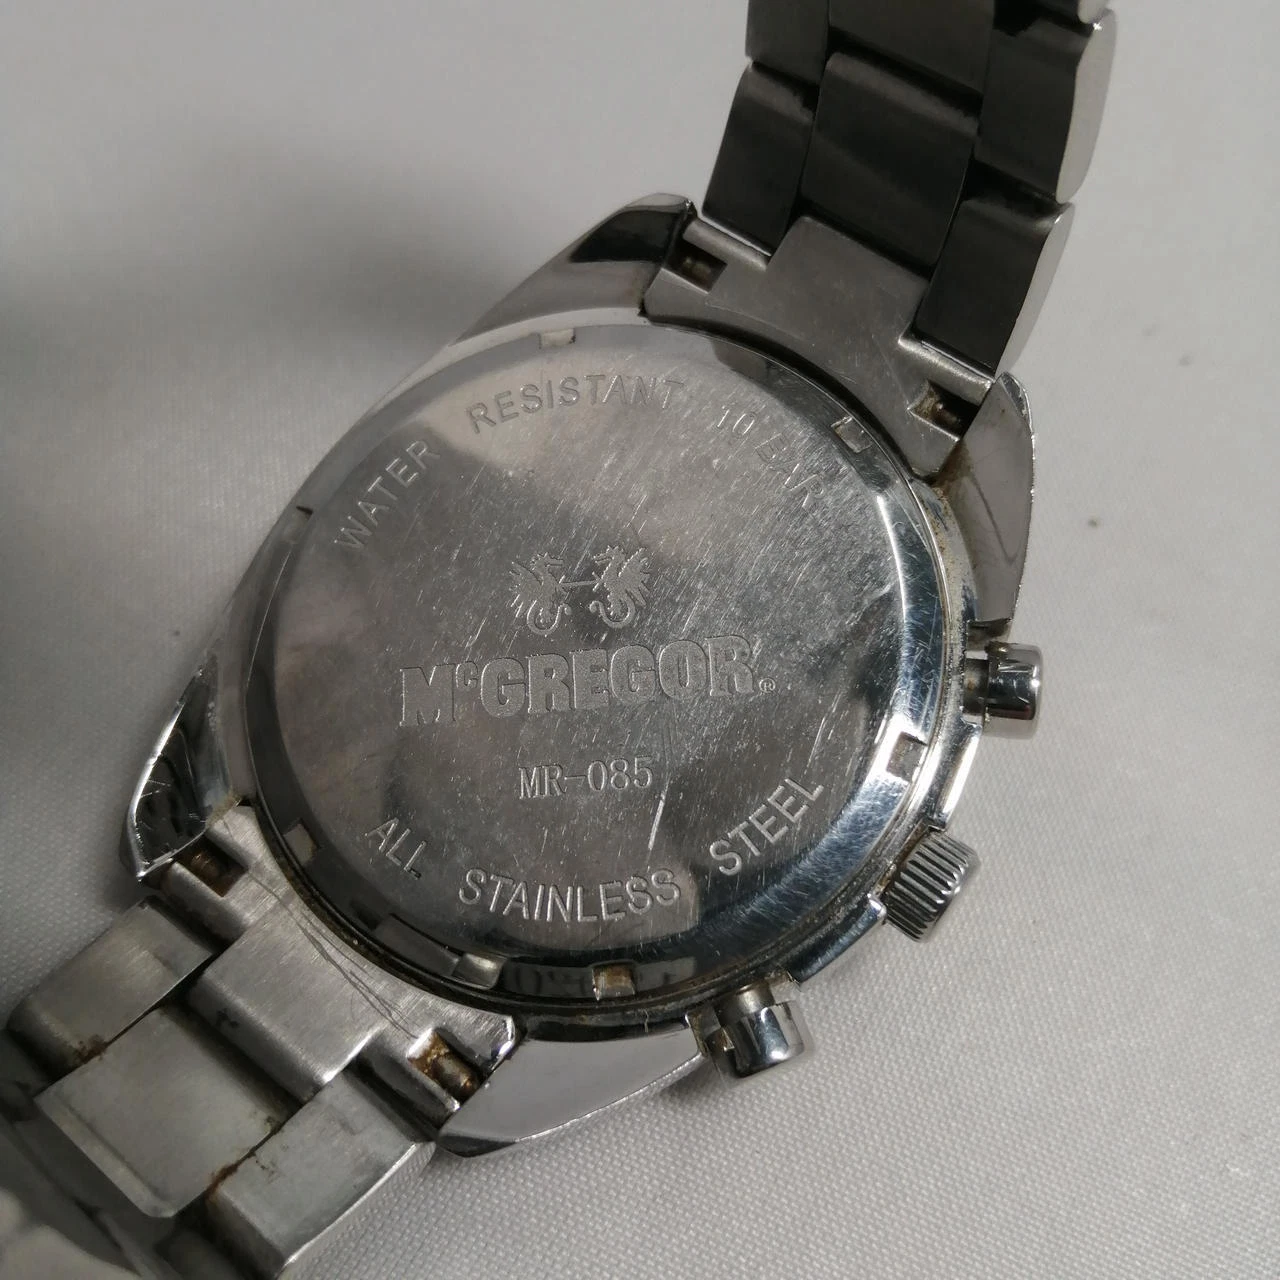 WATER RESISTANT 10 BAR
McGREGOR®
MR-085
ALL STAINLESS STEEL